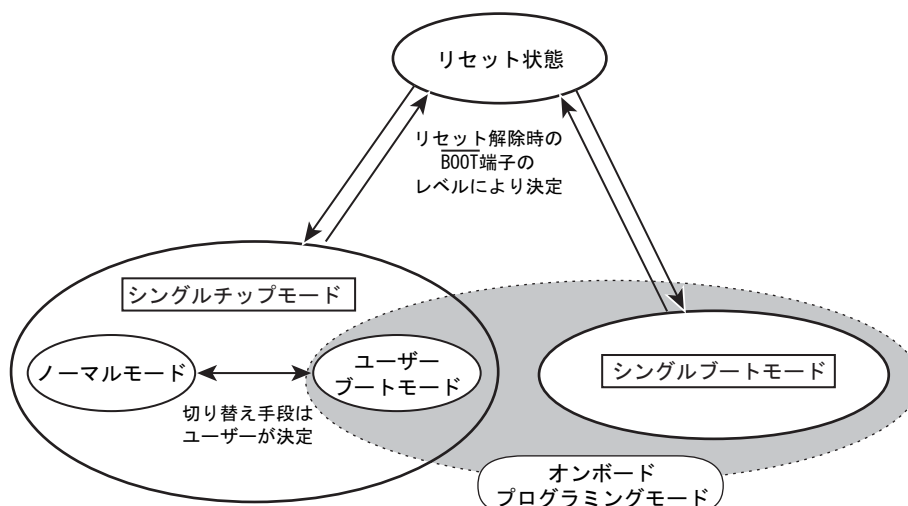 リセット状態
リセット解除時の
BOOT端子の
レベルにより決定
シングルチップモード
ノーマルモード
ユーザー
ブートモード
シングルブートモード
切り替え手段は
ユーザーが決定
オンボード
プログラミングモード